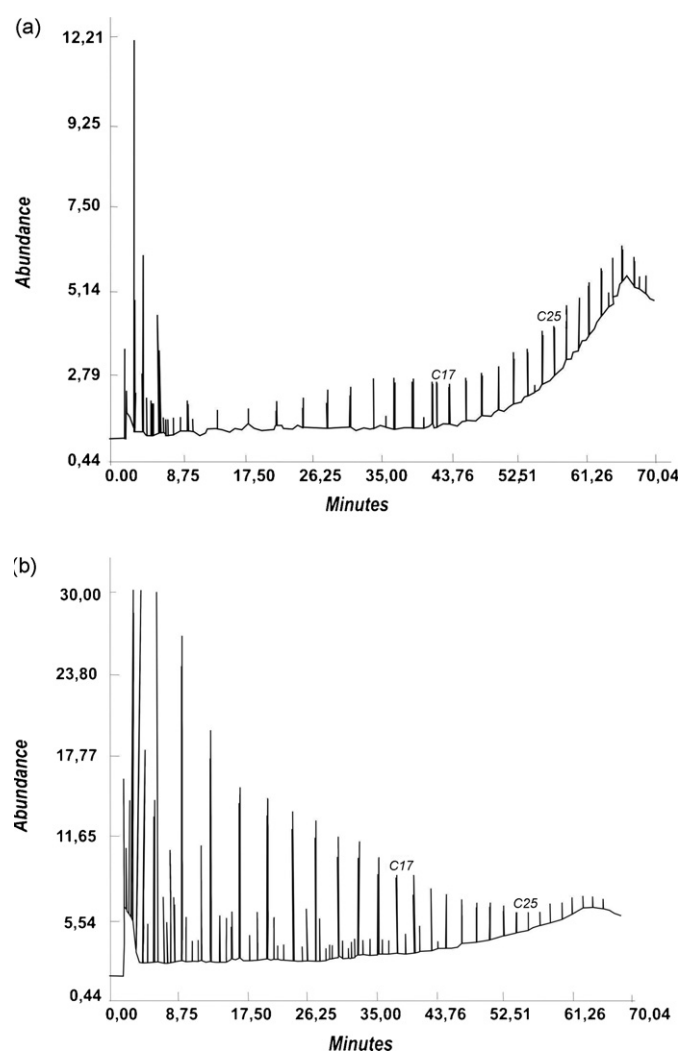 (a)
12,21
9,25
7,50
5,14
2,79
0,44
Abundance
C17
C25
0.00 8,75 17,50 26,25 35,00 43,76 52,51 61,26 70,04
Minutes
(b)
30,00
23,80
17,77
11,65
5,54
0,44
Abundance
C17
C25
0,00 8,75 17,50 26,25 35,00 43,76 52,51 61,26 70,04
Minutes